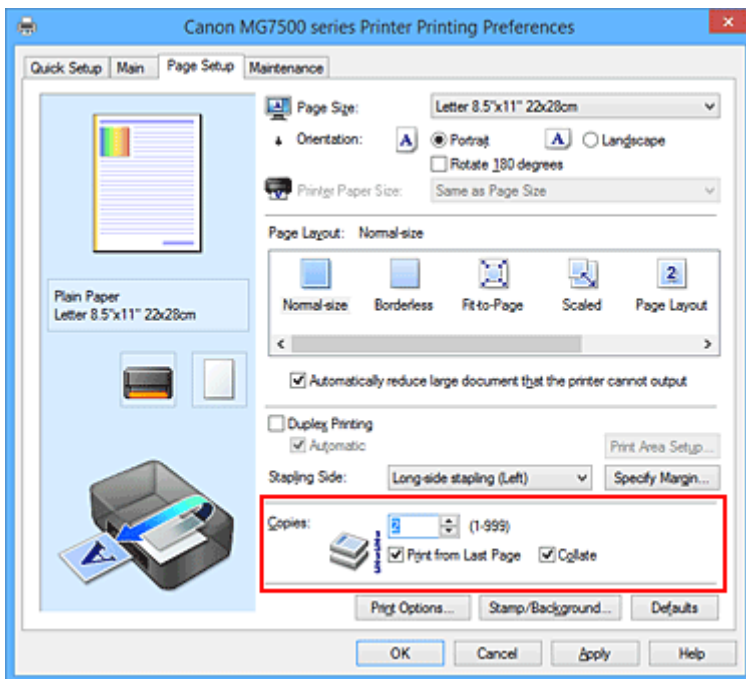 Canon MG7500 series Printer Printing Preferences
Quick Setup Main Page Setup Maintenance
Page Size: Letter 8.5"x11" 22x28cm
Orientation: A Portrait A Landscape
Rotate 180 degrees
Printer Paper Size: Same as Page Size
Page Layout: Normal-size
2
Normal-size Borderless Fit-to-Page Scaled Page Layout
Plain Paper
Letter 8.5"x11" 22x28cm
Automatically reduce large document that the printer cannot output
Duplex Printing
Automatic Print Area Setup...
Stapling Side: Long-side stapling (Left) Specify Margin...
Copies: 2 (1-999)
Print from Last Page Collate
A
Print Options... Stamp/Background... Defaults
OK Cancel Apply Help